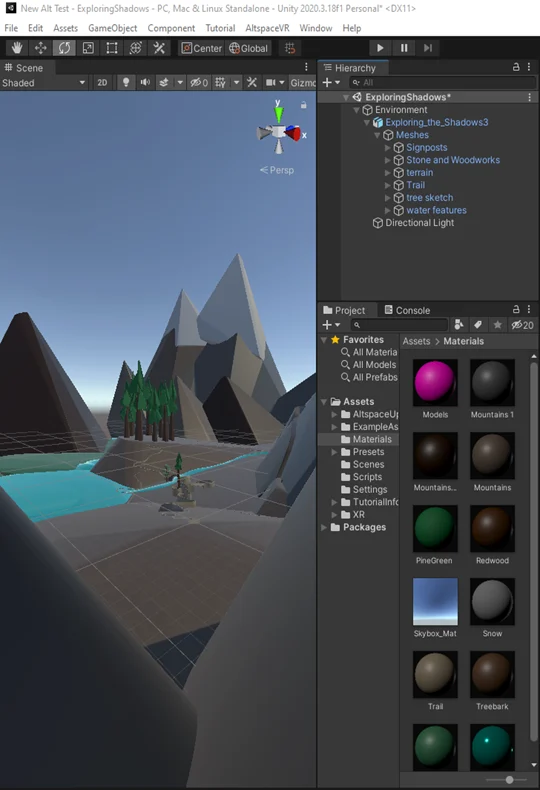 New Alt Test - ExploringShadows - PC, Mac & Linux Standalone - Unity 2020.3.18f1 Personal* <DX11>
File Edit Assets GameObject Component Tutorial AltspaceVR Window Help
Center Global
Scene
Shaded 2D 0 Gizmo
y
x
Persp
Hierarchy
All
ExploringShadows*
Environment
Exploring_the_Shadows3
Meshes
Signposts
Stone and Woodworks
terrain
Trail
tree sketch
water features
Directional Light
Project Console
20
Favorites
All Materia
All Models
All Prefabs
Assets
AltspaceUp
ExampleAs
Materials
Presets
Scenes
Scripts
Settings
TutorialInfo
XR
Packages
Assets > Materials
Models Mountains 1
Mountains... Mountains
PineGreen Redwood
Skybox_Mat Snow
Trail Treebark